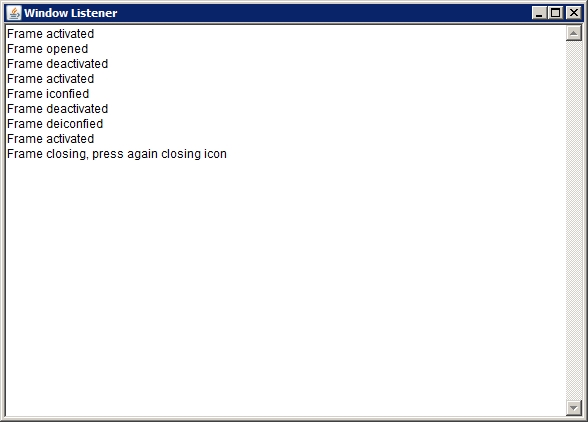 Window Listener
Frame activated
Frame opened
Frame deactivated
Frame activated
Frame iconfied
Frame deactivated
Frame deiconfied
Frame activated
Frame closing, press again closing icon